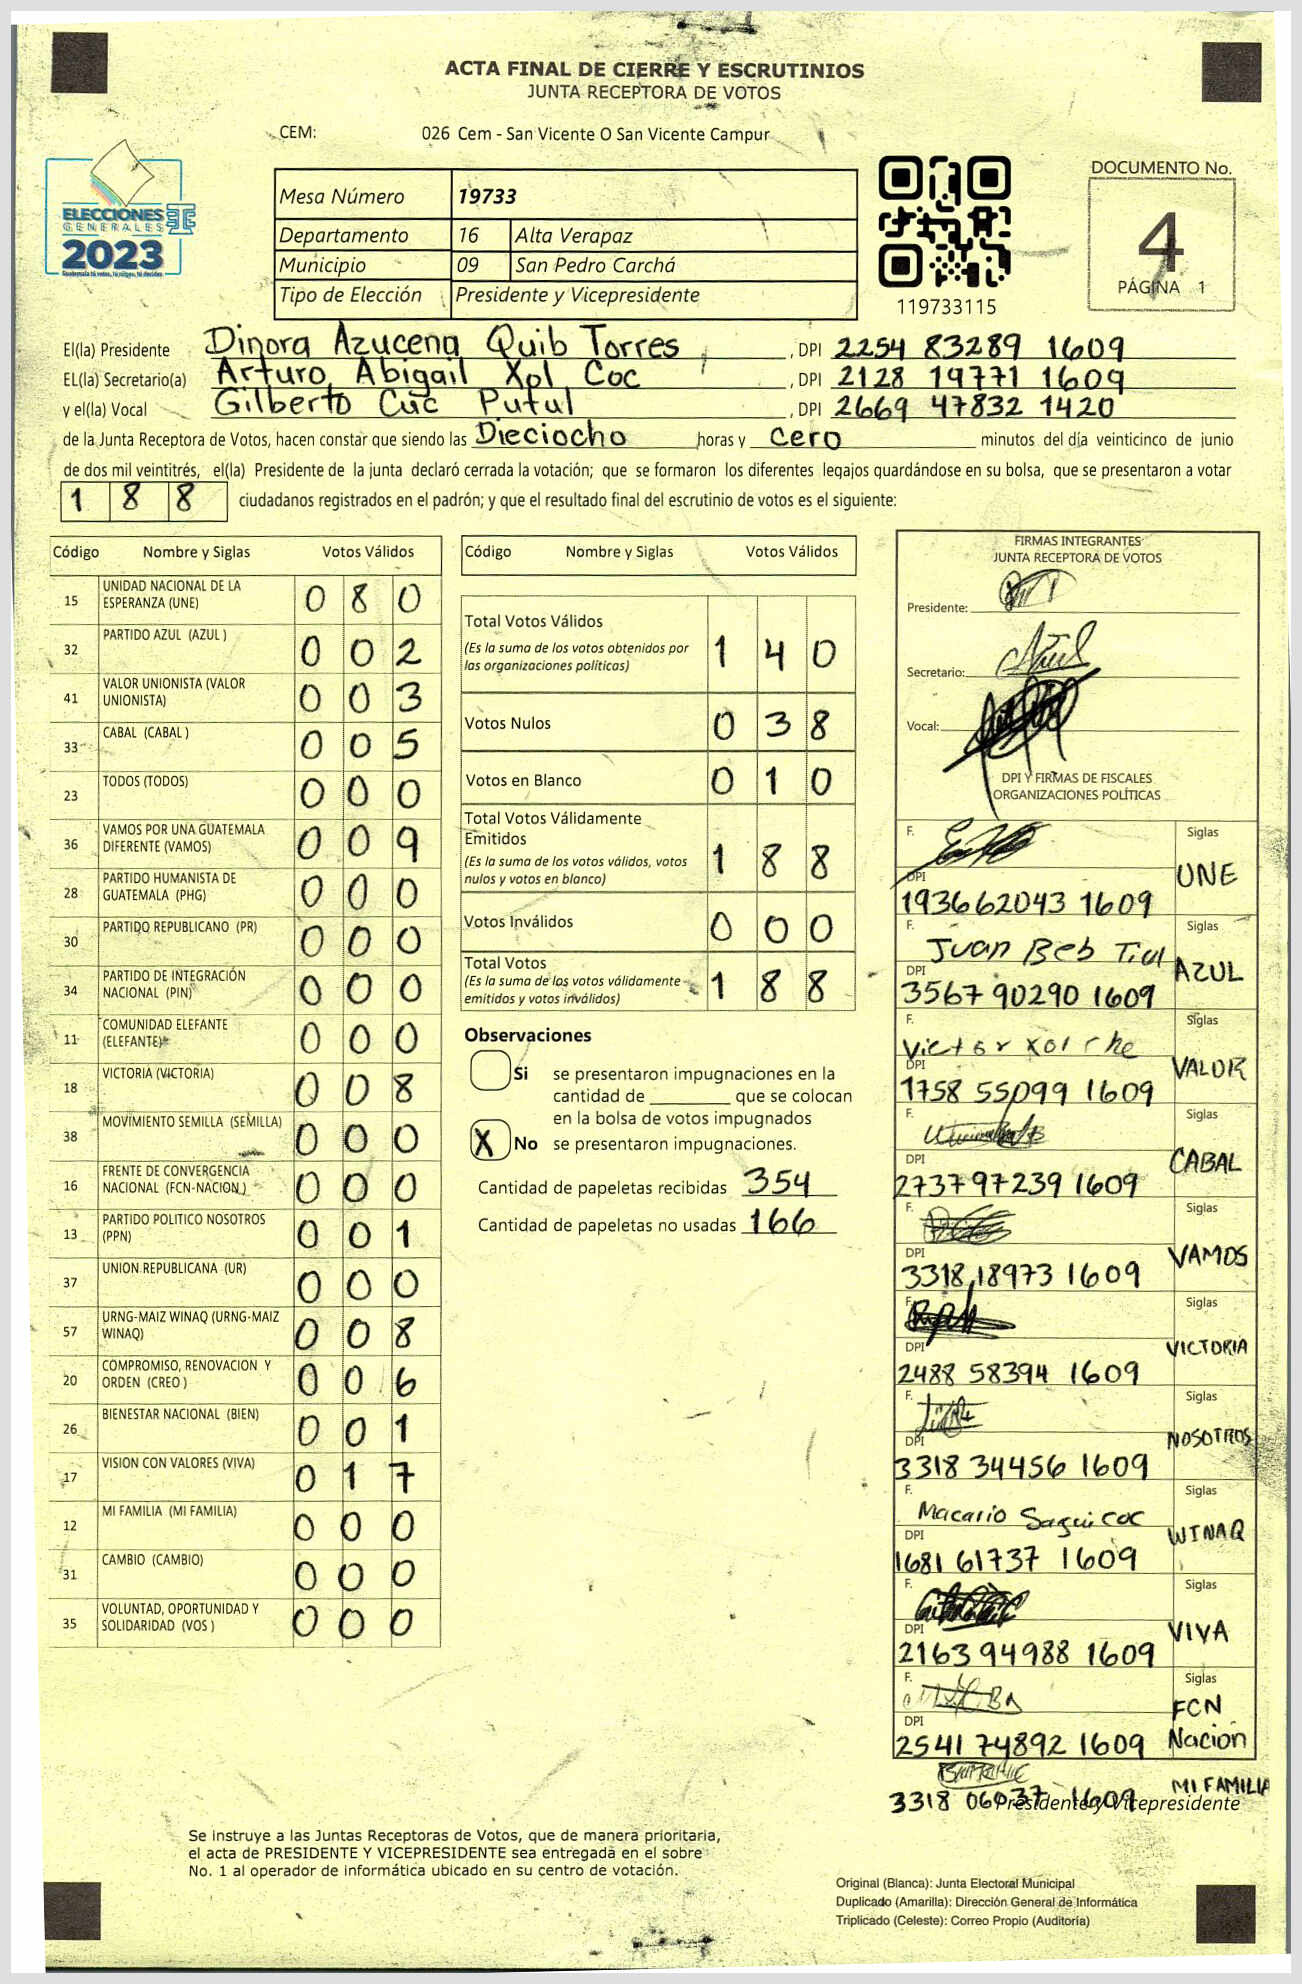 ACTA FINAL DE CIERRE Y ESCRUTINIOS
JUNTA RECEPTORA DE VOTOS
CEM: 026 Cem - San Vicente O San Vicente Campur
ELECCIONES
GENERALES
2023
Guatemala tú votas, tú eliges, tú decides
Mesa Número 19733
Departamento 16 Alta Verapaz
Municipio 09 San Pedro Carchá
Tipo de Elección Presidente y Vicepresidente
119733115
DOCUMENTO No.
4
PÁGINA 1
El(la) Presidente Dinora Azucena Quib Torres, DPI 2254 83289 1609
EL(la) Secretario(a) Arturo Abigail Xol Coc, DPI 2128 19771 1609
y el(la) Vocal Gilberto Cuc Putul, DPI 2669 47832 1420
de la Junta Receptora de Votos, hacen constar que siendo las Dieciocho horas y cero minutos del día veinticinco de junio
de dos mil veintitrés, el(la) Presidente de la junta declaró cerrada la votación; que se formaron los diferentes legajos quardándose en su bolsa, que se presentaron a votar
188 ciudadanos registrados en el padrón; y que el resultado final del escrutinio de votos es el siguiente:
Código Nombre y Siglas Votos Válidos
15 UNIDAD NACIONAL DE LA ESPERANZA (UNE) 0 8 0
32 PARTIDO AZUL (AZUL ) 0 0 2
41 VALOR UNIONISTA (VALOR UNIONISTA) 0 0 3
33 CABAL (CABAL ) 0 0 5
23 TODOS (TODOS) 0 0 0
36 VAMOS POR UNA GUATEMALA DIFERENTE (VAMOS) 0 0 9
28 PARTIDO HUMANISTA DE GUATEMALA (PHG) 0 0 0
30 PARTIDO REPUBLICANO (PR) 0 0 0
34 PARTIDO DE INTEGRACIÓN NACIONAL (PIN) 0 0 0
11 COMUNIDAD ELEFANTE (ELEFANTE) 0 0 0
18 VICTORIA (VICTORIA) 0 0 8
38 MOVIMIENTO SEMILLA (SEMILLA) 0 0 0
16 FRENTE DE CONVERGENCIA NACIONAL (FCN-NACION ) 0 0 0
13 PARTIDO POLITICO NOSOTROS (PPN) 0 0 1
37 UNION REPUBLICANA (UR) 0 0 0
57 URNG-MAIZ WINAQ (URNG-MAIZ WINAQ) 0 0 8
20 COMPROMISO, RENOVACION Y ORDEN (CREO ) 0 0 6
26 BIENESTAR NACIONAL (BIEN) 0 0 1
17 VISION CON VALORES (VIVA) 0 1 7
12 MI FAMILIA (MI FAMILIA) 0 0 0
31 CAMBIO (CAMBIO) 0 0 0
35 VOLUNTAD, OPORTUNIDAD Y SOLIDARIDAD (VOS ) 0 0 0
Código Nombre y Siglas Votos Válidos
Total Votos Válidos 1 4 0
(Es la suma de los votos obtenidos por
las organizaciones políticas)
Votos Nulos 0 3 8
Votos en Blanco 0 1 0
Total Votos Válidamente
Emitidos 1 8 8
(Es la suma de los votos válidos, votos
nulos y votos en blanco)
Votos Inválidos 0 0 0
Total Votos 1 8 8
(Es la suma de los votos válidamente
emitidos y votos inválidos)
Observaciones
Si se presentaron impugnaciones en la
cantidad de ________ que se colocan
en la bolsa de votos impugnados
X No se presentaron impugnaciones.
Cantidad de papeletas recibidas 354
Cantidad de papeletas no usadas 166
FIRMAS INTEGRANTES
JUNTA RECEPTORA DE VOTOS
Presidente:
Secretario:
Vocal:
DPI Y FIRMAS DE FISCALES
ORGANIZACIONES POLÍTICAS
F. Siglas
DPI UNE
193662043 1609
F. Juan Beb Tiul Siglas
DPI AZUL
3567 90290 1609
F. Siglas
Victor Xol che
DPI VALOR
1758 55099 1609
F. Siglas
DPI CABAL
2737 97239 1609
F. Siglas
DPI VAMOS
3318 18973 1609
F. Siglas
DPI VICTORIA
2488 58394 1609
F. Siglas
DPI NOSOTROS
3318 34456 1609
F. Siglas
Macario Saqui coc
DPI WINAQ
1681 61737 1609
F. Siglas
DPI VIVA
2163 94988 1609
F. Siglas
DPI FCN
2541 74892 1609 Nación
3318 06037 1609 MI FAMILIA
Presidente y Vicepresidente
Se instruye a las Juntas Receptoras de Votos, que de manera prioritaria,
el acta de PRESIDENTE Y VICEPRESIDENTE sea entregada en el sobre
No. 1 al operador de informática ubicado en su centro de votación.
Original (Blanca): Junta Electoral Municipal
Duplicado (Amarilla): Dirección General de Informática
Triplicado (Celeste): Correo Propio (Auditoría)